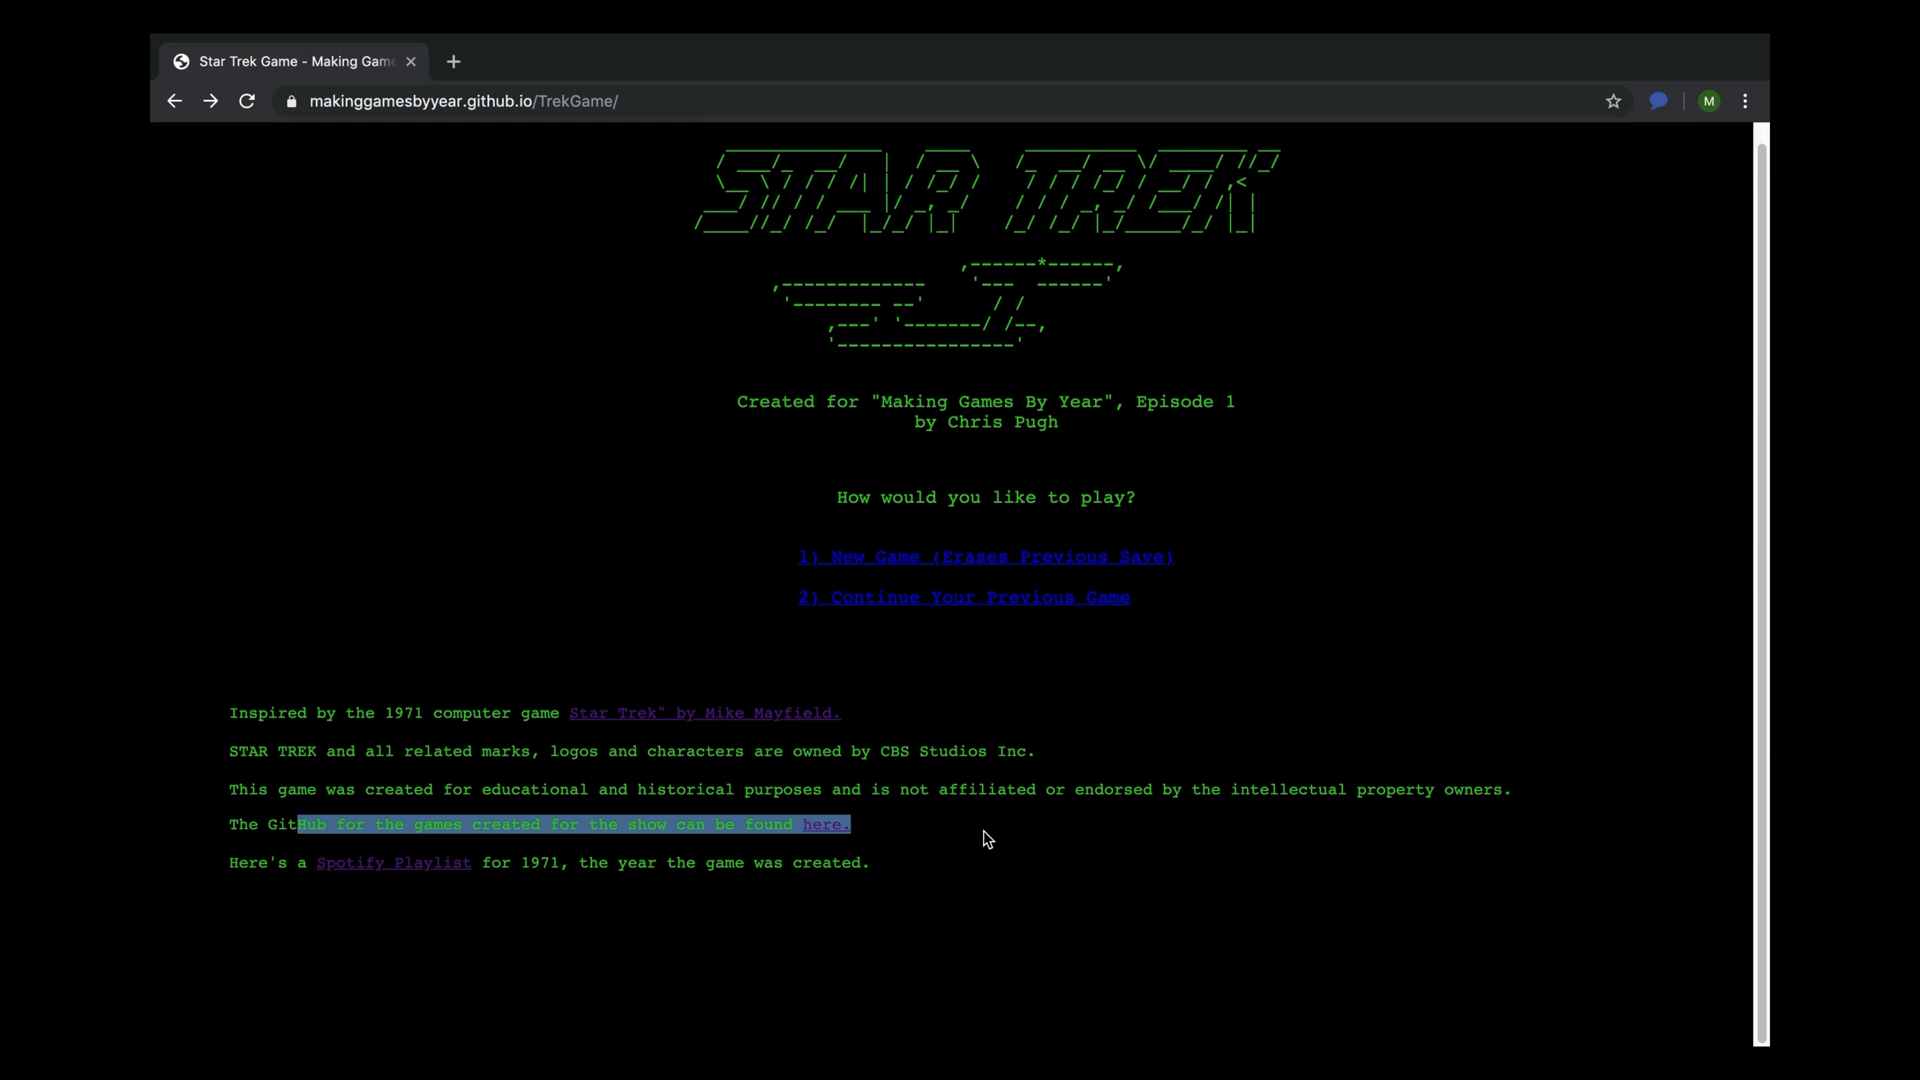 Star Trek Game - Making Game
makinggamesbyyear.github.io/TrekGame/
M
STAR TREK
Created for "Making Games By Year", Episode 1
by Chris Pugh
How would you like to play?
1) New Game (Erases Previous Save)
2) Continue Your Previous Game
Inspired by the 1971 computer game Star Trek" by Mike Mayfield.
STAR TREK and all related marks, logos and characters are owned by CBS Studios Inc.
This game was created for educational and historical purposes and is not affiliated or endorsed by the intellectual property owners.
The GitHub for the games created for the show can be found here.
Here's a Spotify Playlist for 1971, the year the game was created.